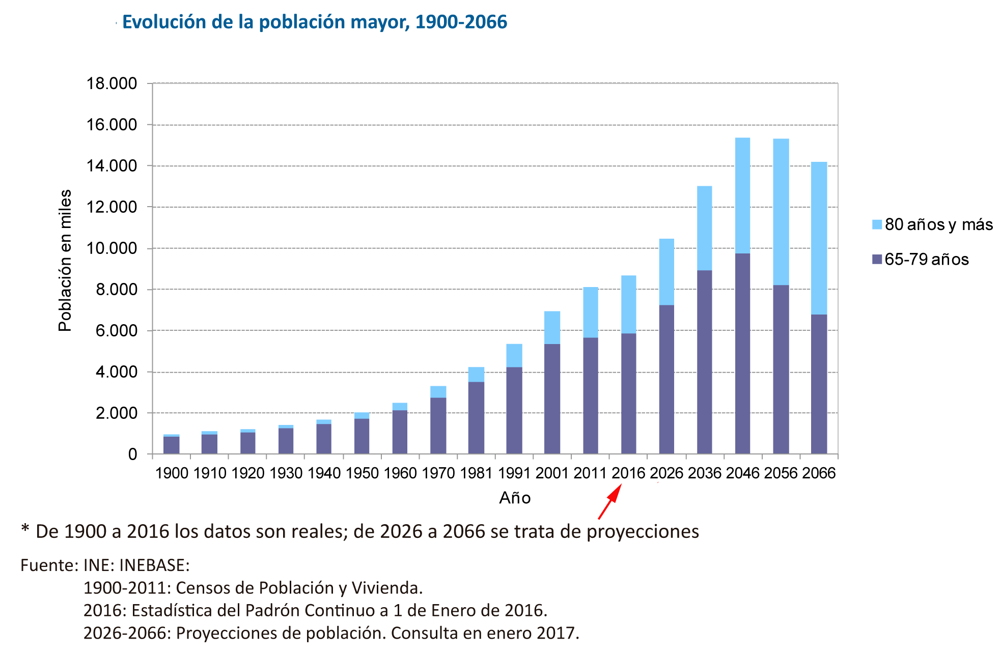 Evolución de la población mayor, 1900-2066
18.000
16.000
14.000
12.000
10.000
8.000
6.000
4.000
2.000
0
Población en miles
80 años y más
65-79 años
1900 1910 1920 1930 1940 1950 1960 1970 1981 1991 2001 2011 2016 2026 2036 2046 2056 2066
Año
* De 1900 a 2016 los datos son reales; de 2026 a 2066 se trata de proyecciones
Fuente: INE: INEBASE:
1900-2011: Censos de Población y Vivienda.
2016: Estadística del Padrón Continuo a 1 de Enero de 2016.
2026-2066: Proyecciones de población. Consulta en enero 2017.